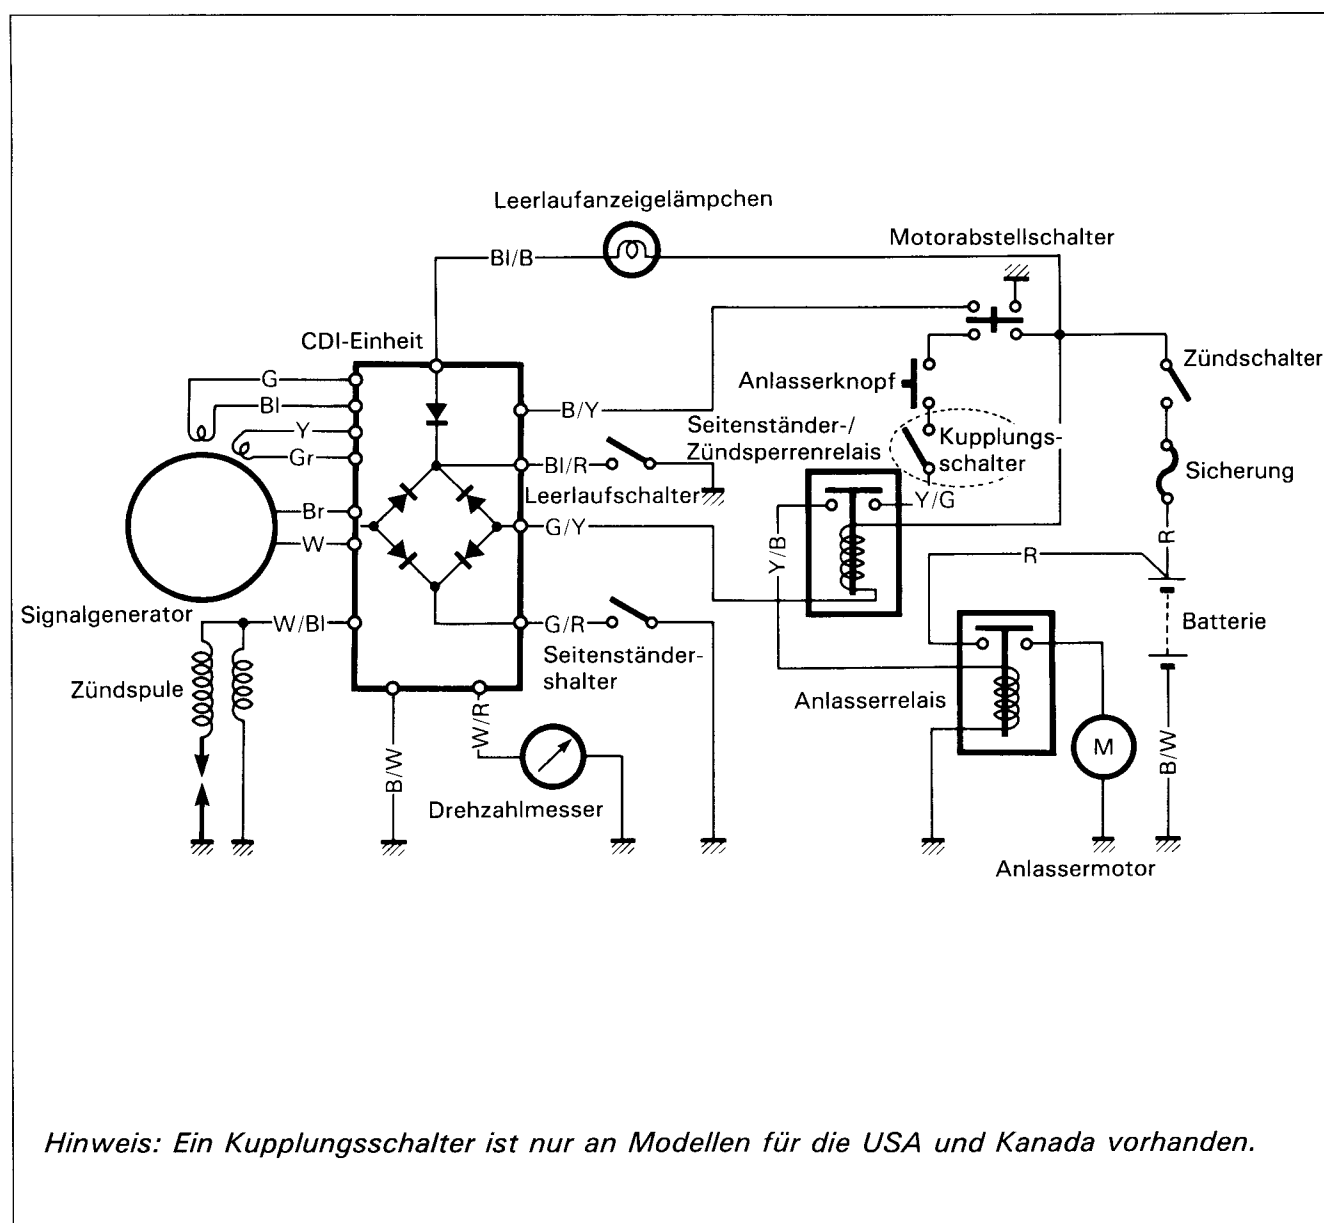 Leerlaufanzeigelämpchen
Motorabstellschalter
Bl/B
CDI-Einheit
Zündschalter
G
Anlasserknopf
Bl
B/Y
Y
Seitenständer-/
Zündsperrenrelais
Kupplungs-
schalter
Gr
Bl/R
Sicherung
Leerlaufschalter
Y/G
Br
G/Y
W
R
Y/B
R
Signalgenerator
W/Bl
G/R
Batterie
Seitenständer-
shalter
Zündspule
Anlasserrelais
W/R
B/W
M
B/W
Drehzahlmesser
Anlassermotor
Hinweis: Ein Kupplungsschalter ist nur an Modellen für die USA und Kanada vorhanden.